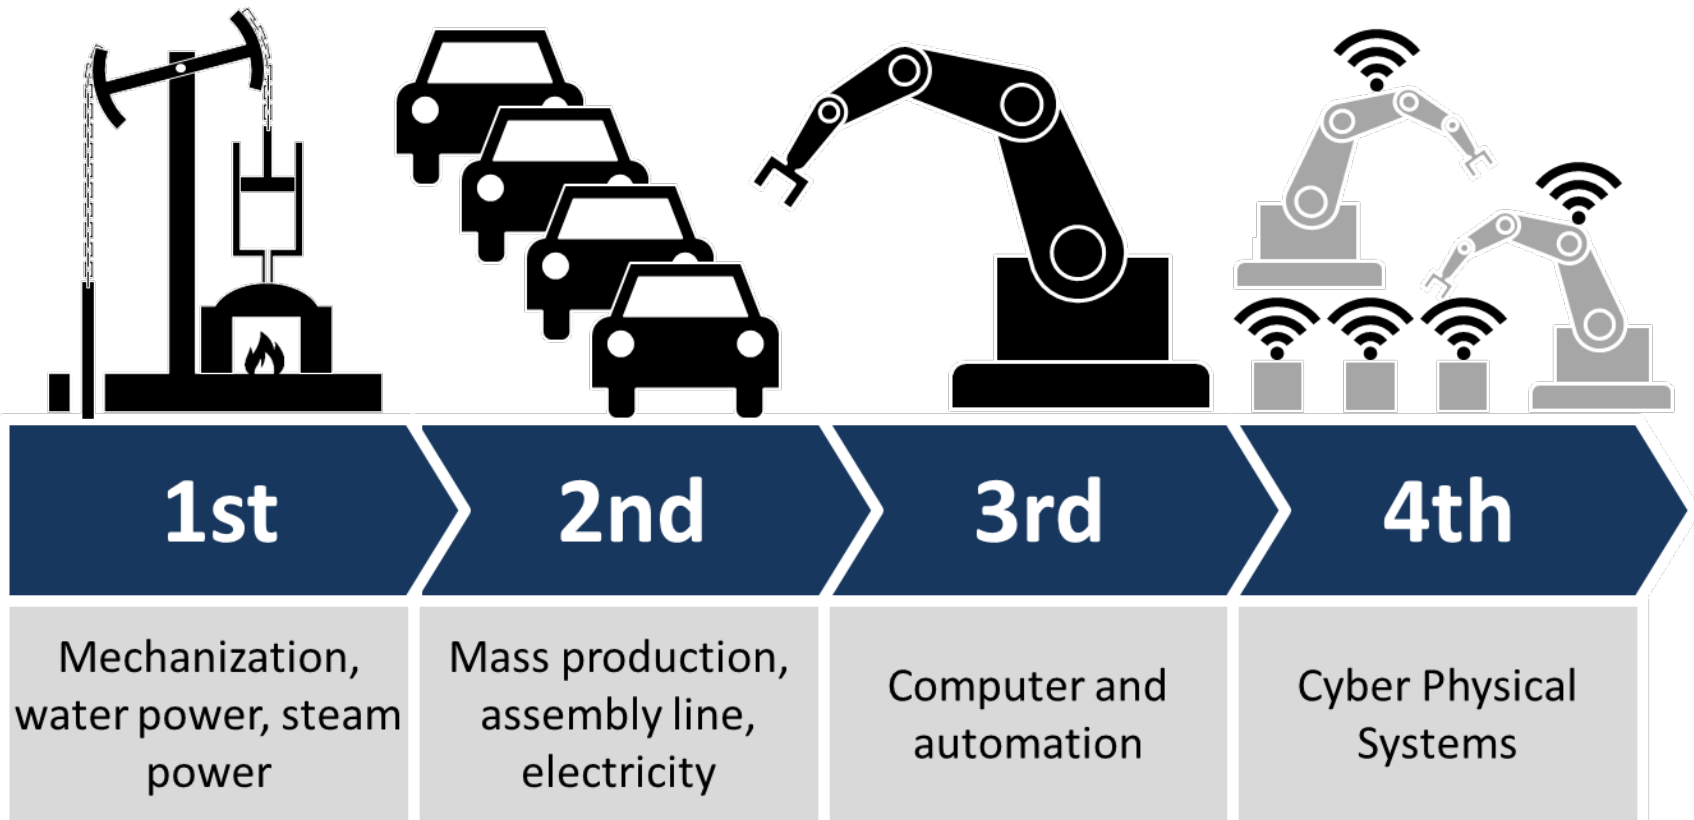 1st
2nd
3rd
4th
Mechanization,
water power, steam
power
Mass production,
assembly line,
electricity
Computer and
automation
Cyber Physical
Systems